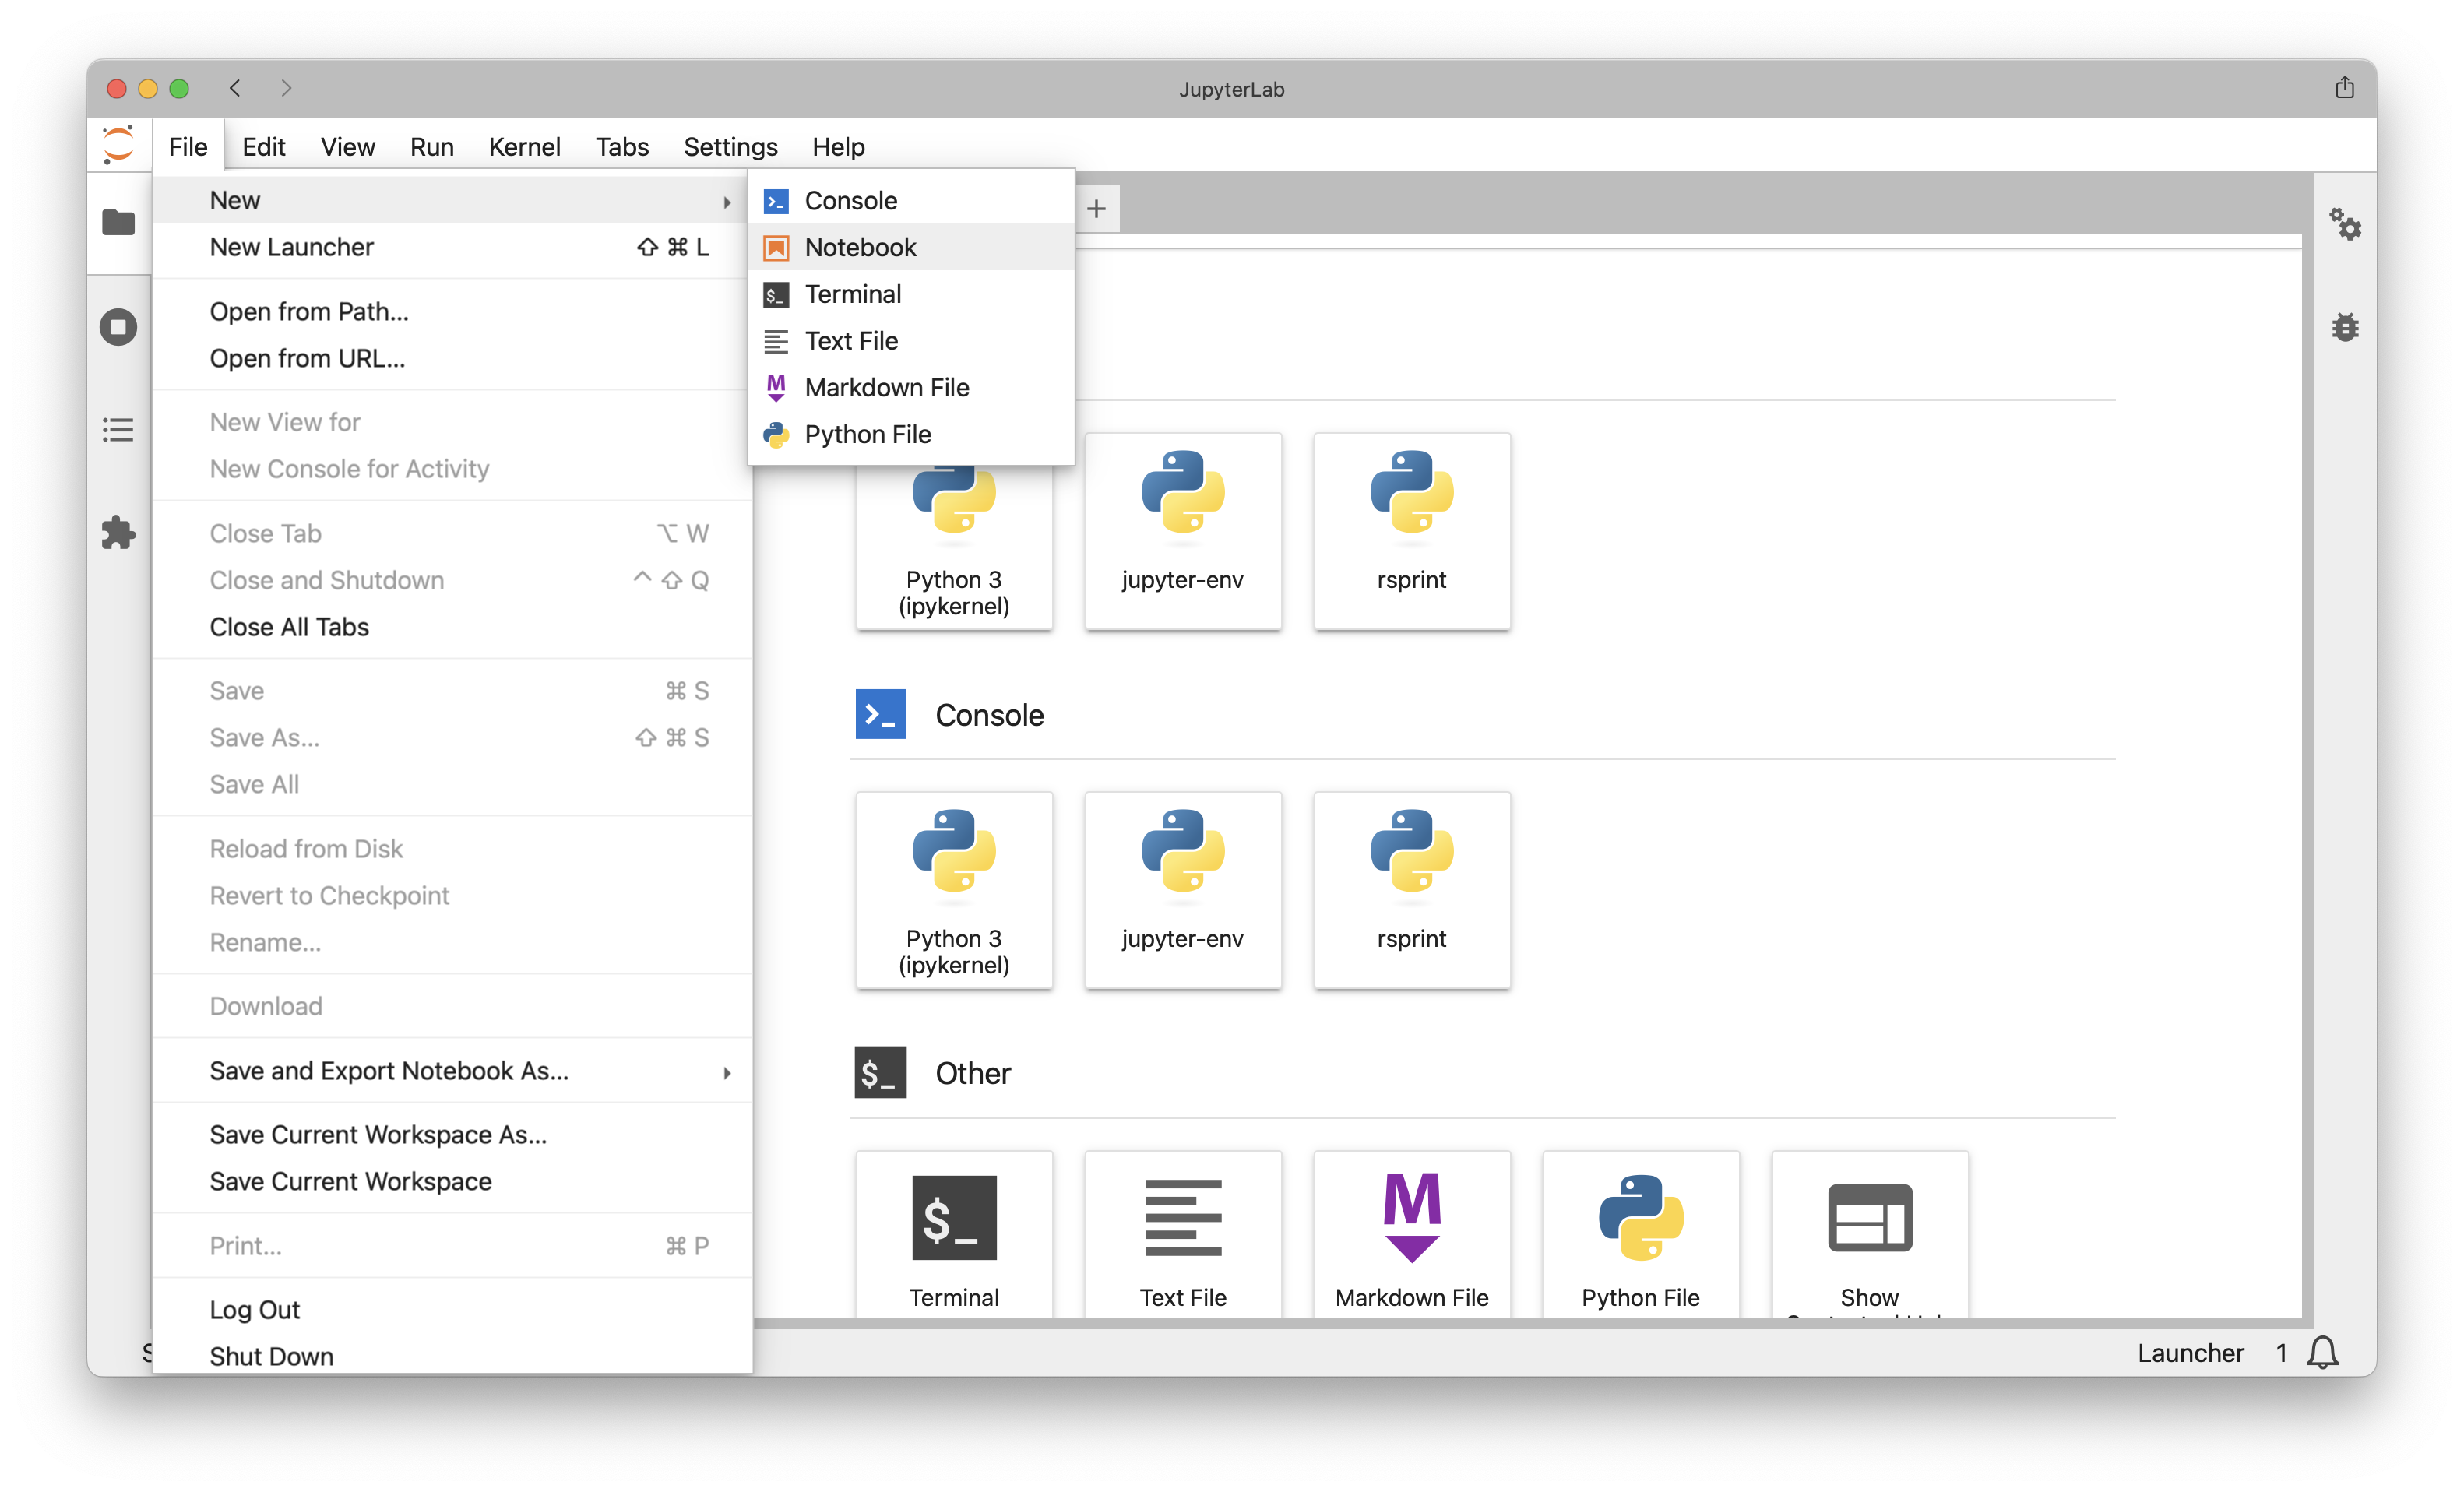 JupyterLab
File Edit View Run Kernel Tabs Settings Help
New
New Launcher ⇧ ⌘ L
Open from Path...
Open from URL...
New View for
New Console for Activity
Close Tab ⌥ W
Close and Shutdown ^ ⇧ Q
Close All Tabs
Save ⌘ S
Save As... ⇧ ⌘ S
Save All
Reload from Disk
Revert to Checkpoint
Rename...
Download
Save and Export Notebook As...
Save Current Workspace As...
Save Current Workspace
Print... ⌘ P
Log Out
Shut Down
Console
Notebook
$_ Terminal
Text File
M Markdown File
Python File
+
Python 3
(ipykernel)
jupyter-env
rsprint
Console
Python 3
(ipykernel)
jupyter-env
rsprint
$_ Other
$_
Terminal
Text File
M
Markdown File
Python File
Show
Launcher 1